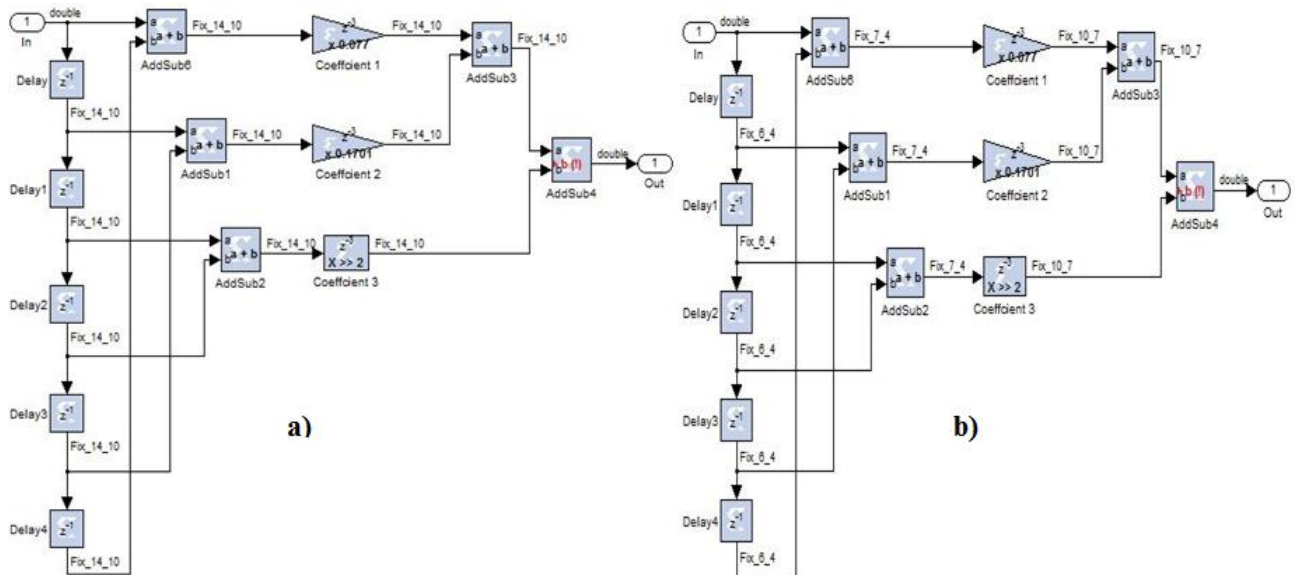 1
In
double
a
b
a + b
AddSub6
Fix_14_10
z-3
x 0.077
Coeffcient 1
Fix_14_10
a
b
a + b
AddSub3
Fix_14_10
Delay
z-1
Fix_14_10
a
b
a + b
AddSub1
Fix_14_10
z-3
x 0.1701
Coeffcient 2
Fix_14_10
a
b
AddSub4
double
1
Out
Delay1
z-1
Fix_14_10
a
b
a + b
AddSub2
Fix_14_10
z-3
X >> 2
Coeffcient 3
Fix_14_10
Delay2
z-1
Fix_14_10
Delay3
z-1
Fix_14_10
Delay4
z-1
Fix_14_10
a)
1
In
double
a
b
a + b
AddSub6
Fix_7_4
z-3
x 0.077
Coeffcient 1
Fix_10_7
a
b
a + b
AddSub3
Fix_10_7
Delay
z-1
Fix_6_4
a
b
a + b
AddSub1
Fix_7_4
z-3
x 0.1701
Coeffcient 2
Fix_10_7
a
b
AddSub4
double
1
Out
Delay1
z-1
Fix_6_4
a
b
a + b
AddSub2
Fix_7_4
z-3
X >> 2
Coeffcient 3
Fix_10_7
Delay2
z-1
Fix_6_4
Delay3
z-1
Fix_6_4
Delay4
z-1
Fix_6_4
b)